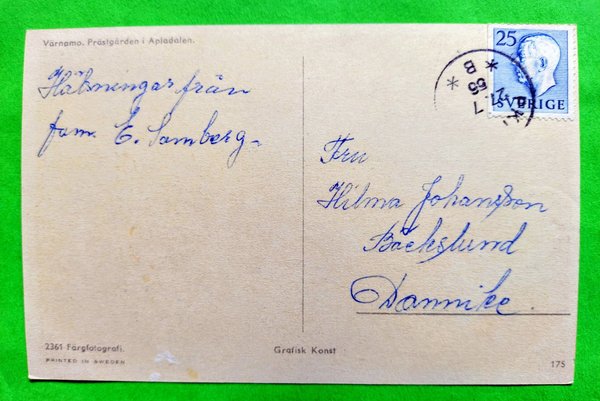 Värnamo. Prästgården i Apladalen.
Hälsningar från
fam. E. Samberg.
25
SVERIGE
58
B
Fru
Hilma Johansson
Bäckslund
Dannike.
2361 Färgfotografi.
PRINTED IN SWEDEN
Grafisk Konst
175